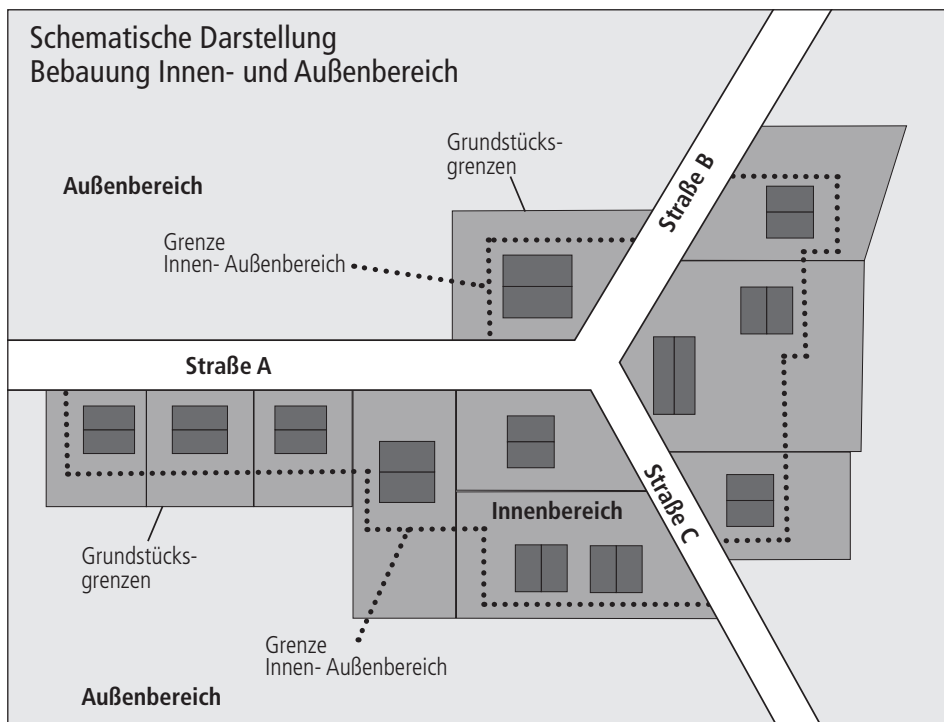 Schematische Darstellung
Bebauung Innen- und Außenbereich
Grundstücks-
grenzen
Außenbereich
Straße B
Grenze
Innen- Außenbereich
Straße A
Innenbereich
Straße C
Grundstücks-
grenzen
Grenze
Innen- Außenbereich
Außenbereich